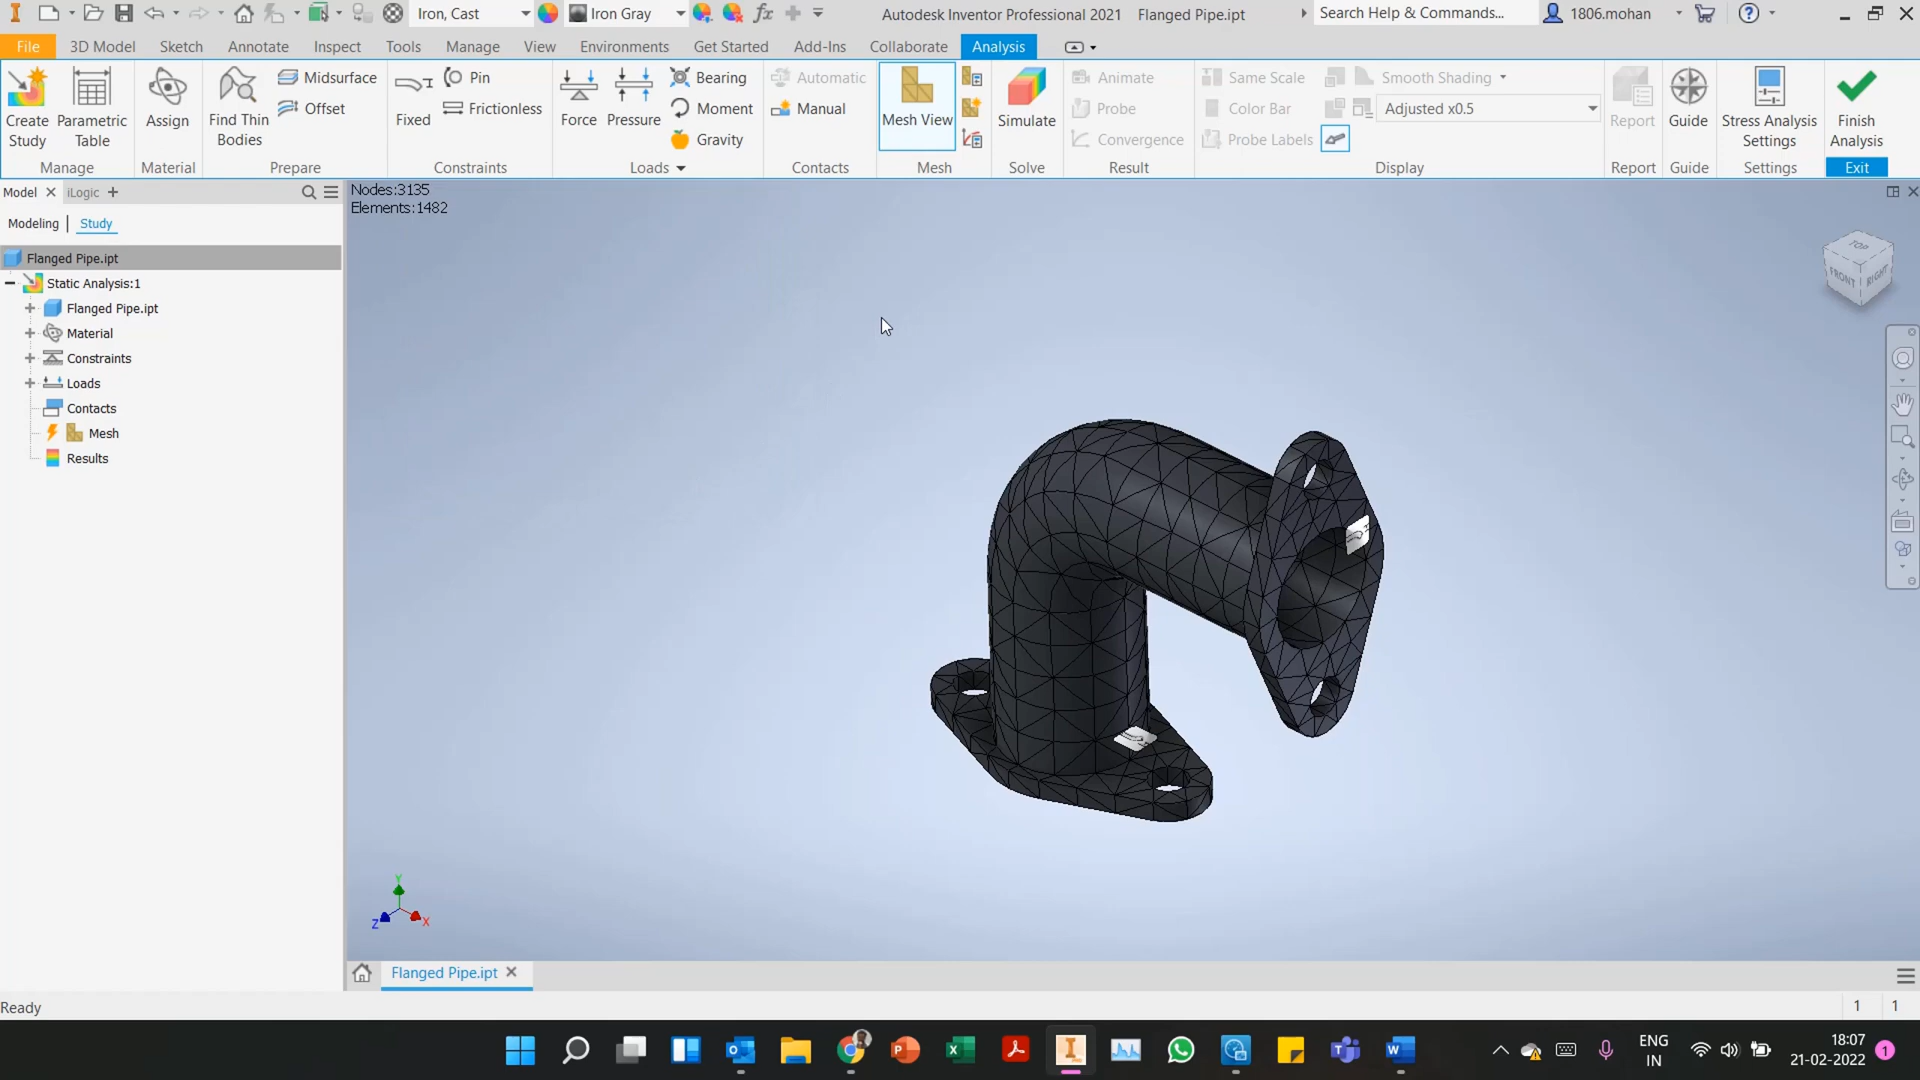 Iron, Cast
Iron Gray
Autodesk Inventor Professional 2021 Flanged Pipe.ipt
Search Help & Commands...
1806.mohan
File 3D Model Sketch Annotate Inspect Tools Manage View Environments Get Started Add-Ins Collaborate Analysis
Create Study
Parametric Table
Manage
Assign
Material
Find Thin Bodies
Midsurface
Offset
Prepare
Fixed
Pin
Frictionless
Constraints
Force
Pressure
Bearing
Moment
Gravity
Loads
Automatic
Manual
Contacts
Mesh View
Mesh
Simulate
Solve
Animate
Probe
Convergence
Result
Same Scale
Color Bar
Probe Labels
Smooth Shading
Adjusted x0.5
Display
Report
Report
Guide
Guide
Stress Analysis Settings
Settings
Finish Analysis
Exit
Model
iLogic
Modeling
Study
Flanged Pipe.ipt
Static Analysis:1
Flanged Pipe.ipt
Material
Constraints
Loads
Contacts
Mesh
Results
Nodes:3135
Elements:1482
TOP
FRONT
RIGHT
Y
Z
X
Flanged Pipe.ipt
Ready
1 1
ENG
IN
18:07
21-02-2022
1